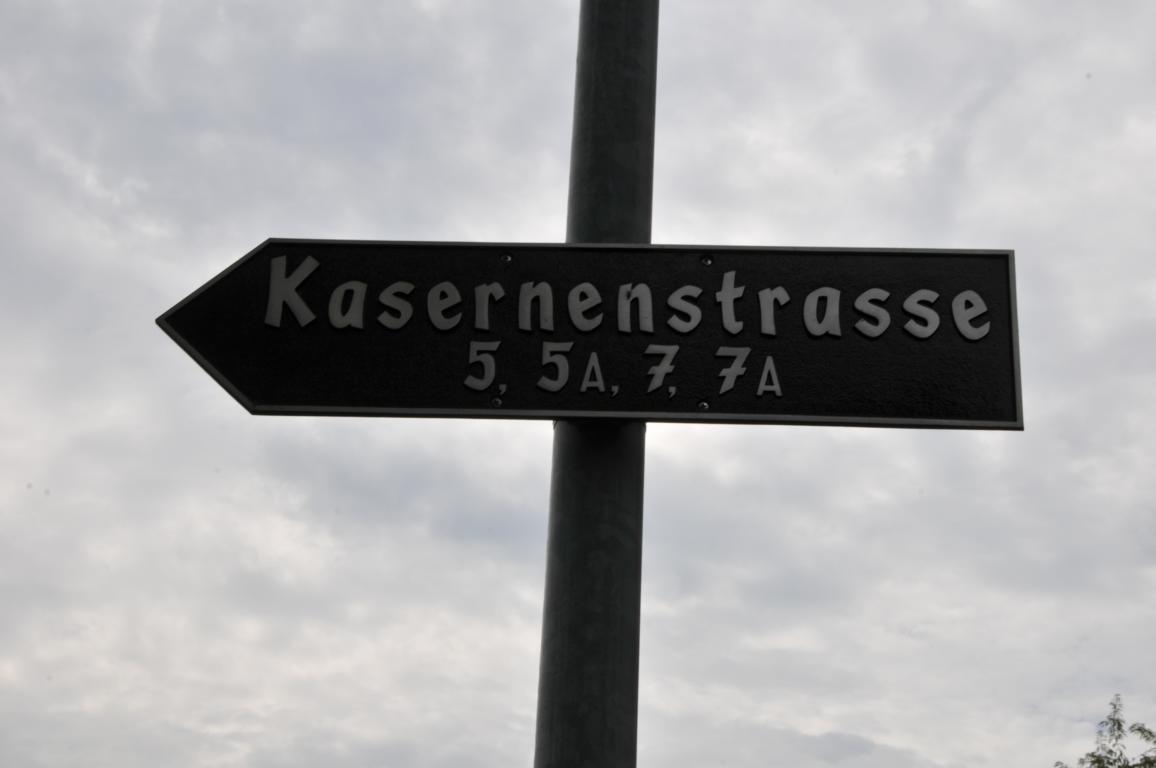 Kasernenstrasse
5, 5A, 7, 7A